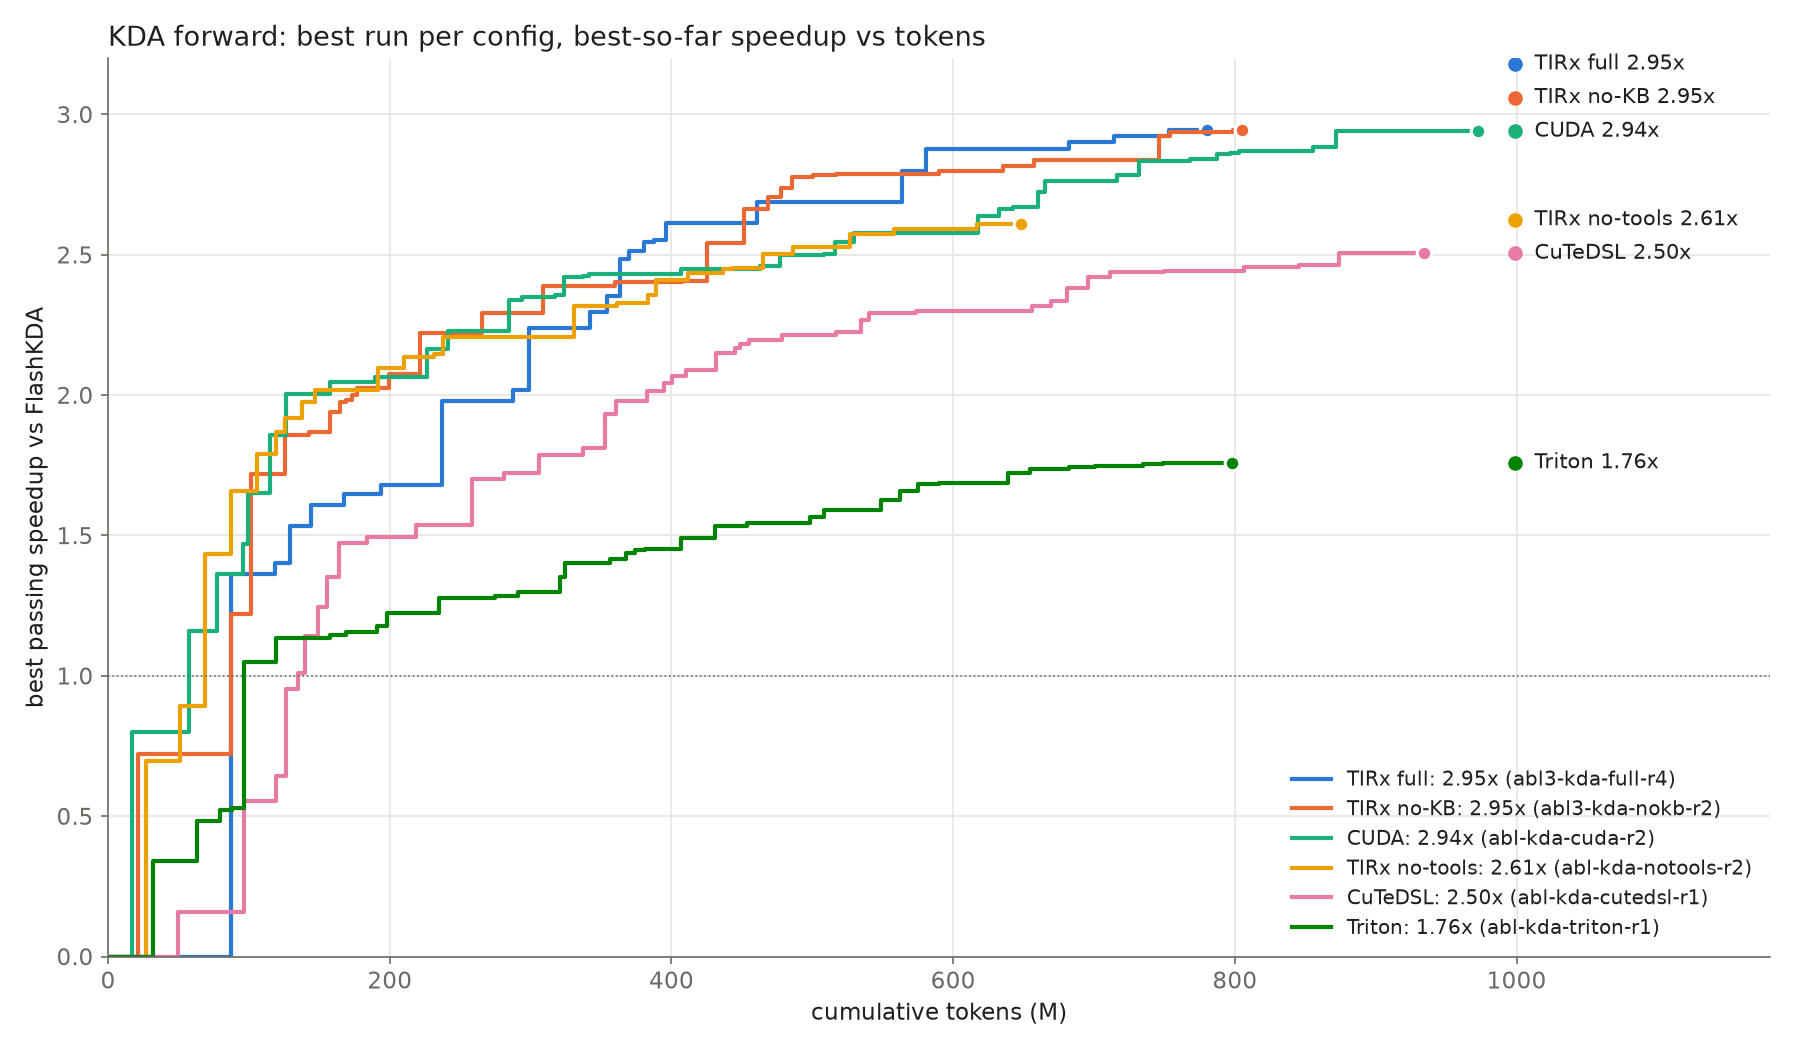 KDA forward: best run per config, best-so-far speedup vs tokens
best passing speedup vs FlashKDA
3.0
2.5
2.0
1.5
1.0
0.5
0.0
TIRx full 2.95x
TIRx no-KB 2.95x
CUDA 2.94x
TIRx no-tools 2.61x
CuTeDSL 2.50x
Triton 1.76x
TIRx full: 2.95x (abl3-kda-full-r4)
TIRx no-KB: 2.95x (abl3-kda-nokb-r2)
CUDA: 2.94x (abl-kda-cuda-r2)
TIRx no-tools: 2.61x (abl-kda-notools-r2)
CuTeDSL: 2.50x (abl-kda-cutedsl-r1)
Triton: 1.76x (abl-kda-triton-r1)
0 200 400 600 800 1000
cumulative tokens (M)